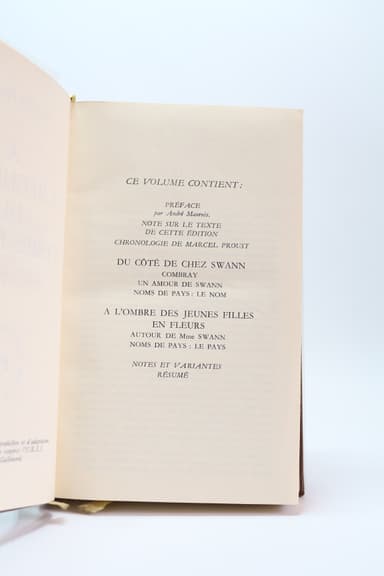 CE VOLUME CONTIENT :
PRÉFACE
par André Maurois.
NOTE SUR LE TEXTE
DE CETTE ÉDITION
CHRONOLOGIE DE MARCEL PROUST
DU CÔTÉ DE CHEZ SWANN
COMBRAY
UN AMOUR DE SWANN
NOMS DE PAYS : LE NOM
A L'OMBRE DES JEUNES FILLES
EN FLEURS
AUTOUR DE Mme SWANN
NOMS DE PAYS : LE PAYS
NOTES ET VARIANTES
RÉSUMÉ
et d'adaptation